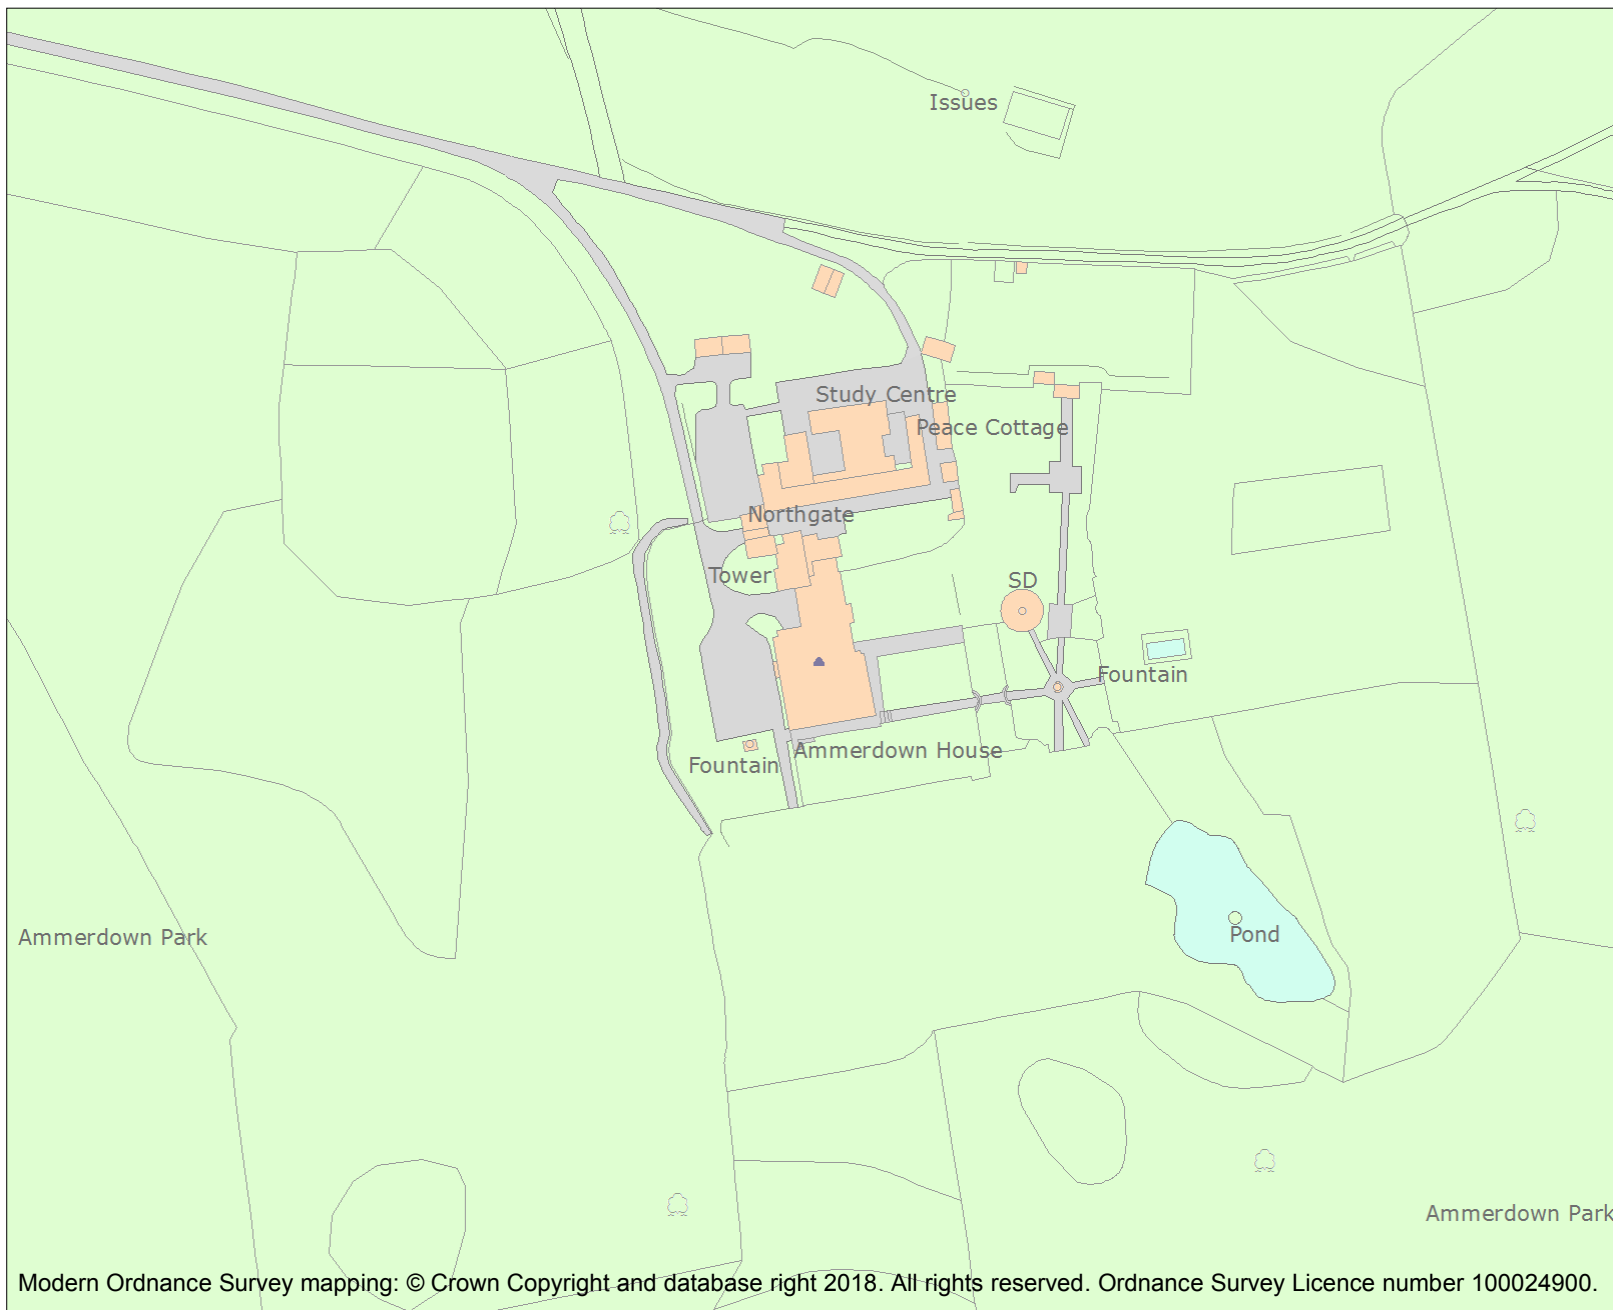 Issues
Study Centre
Peace Cottage
Northgate
Tower
SD
Fountain
Ammerdown House
Fountain
Pond
Ammerdown Park
Ammerdown Park
Modern Ordnance Survey mapping: © Crown Copyright and database right 2018. All rights reserved. Ordnance Survey Licence number 100024900.